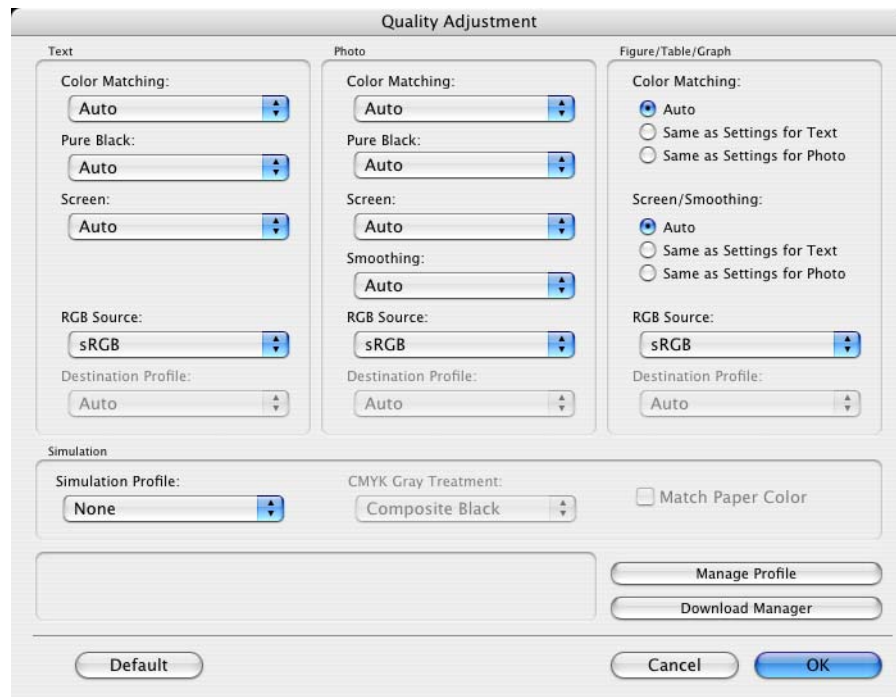 Quality Adjustment
Text
Color Matching:
Auto
Pure Black:
Auto
Screen:
Auto
RGB Source:
sRGB
Destination Profile:
Auto
Photo
Color Matching:
Auto
Pure Black:
Auto
Screen:
Auto
Smoothing:
Auto
RGB Source:
sRGB
Destination Profile:
Auto
Figure/Table/Graph
Color Matching:
Auto
Same as Settings for Text
Same as Settings for Photo
Screen/Smoothing:
Auto
Same as Settings for Text
Same as Settings for Photo
RGB Source:
sRGB
Destination Profile:
Auto
Simulation
Simulation Profile:
None
CMYK Gray Treatment:
Composite Black
Match Paper Color
Manage Profile
Download Manager
Default
Cancel
OK